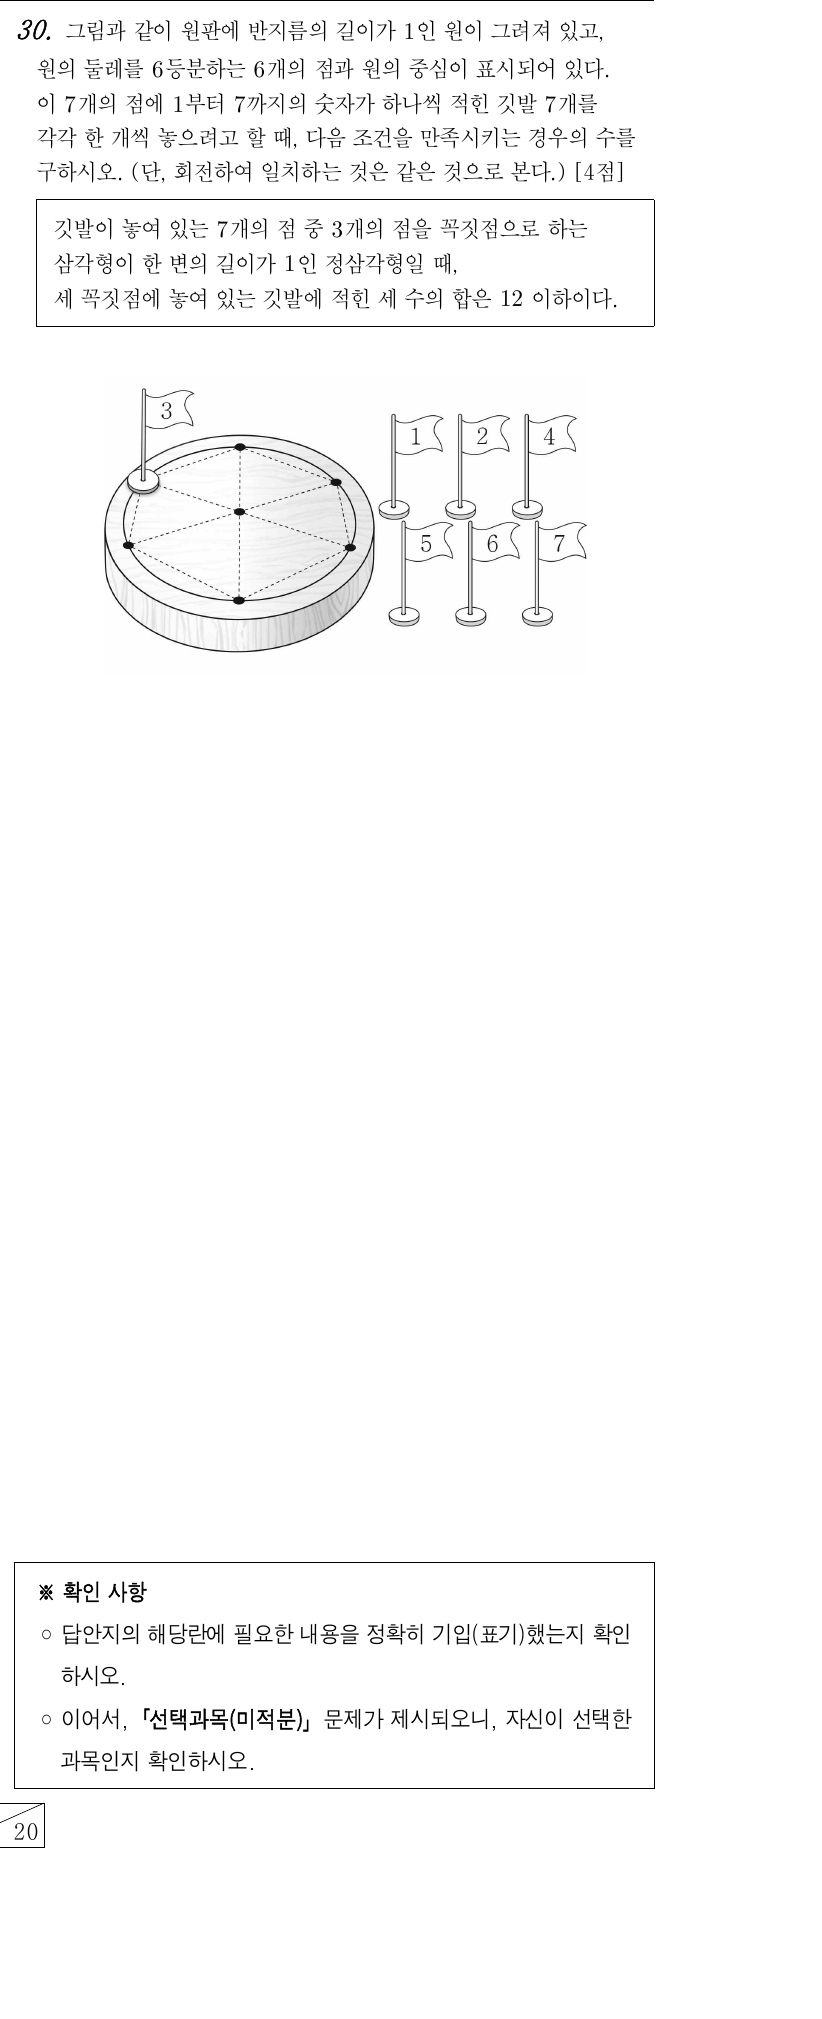 30. 그림과 같이 원판에 반지름의 길이가 1인 원이 그려져 있고,
원의 둘레를 6등분하는 6개의 점과 원의 중심이 표시되어 있다.
이 7개의 점에 1부터 7까지의 숫자가 하나씩 적힌 깃발 7개를
각각 한 개씩 놓으려고 할 때, 다음 조건을 만족시키는 경우의 수를
구하시오. (단, 회전하여 일치하는 것은 같은 것으로 본다.) [4점]
깃발이 놓여 있는 7개의 점 중 3개의 점을 꼭짓점으로 하는
삼각형이 한 변의 길이가 1인 정삼각형일 때,
세 꼭짓점에 놓여 있는 깃발에 적힌 세 수의 합은 12 이하이다.
3
1 2 4
5 6 7
※ 확인 사항
○ 답안지의 해당란에 필요한 내용을 정확히 기입(표기)했는지 확인
하시오.
○ 이어서, 「선택과목(미적분)」 문제가 제시되오니, 자신이 선택한
과목인지 확인하시오.
20